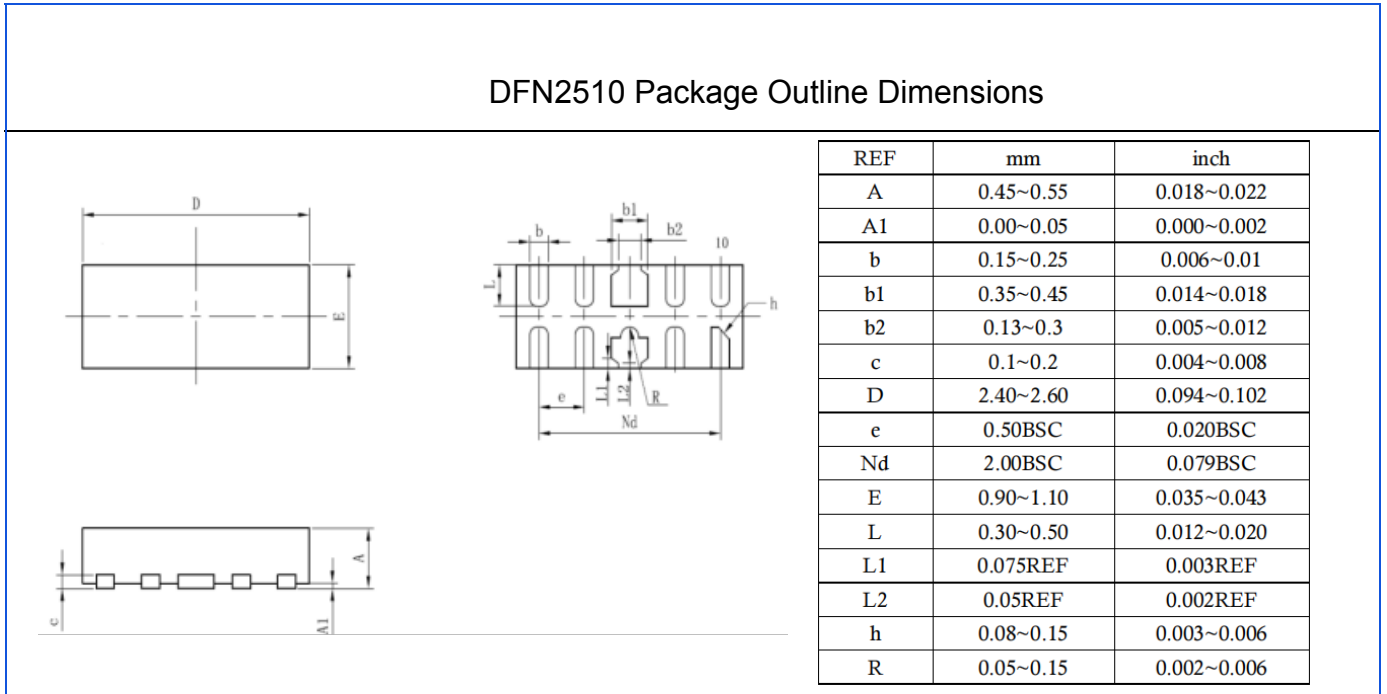 DFN2510 Package Outline Dimensions
D
E
b
b1
b2
10
L
h
e
L1
L2
R
Nd
A
c
A1
REF mm inch
A 0.45~0.55 0.018~0.022
A1 0.00~0.05 0.000~0.002
b 0.15~0.25 0.006~0.01
b1 0.35~0.45 0.014~0.018
b2 0.13~0.3 0.005~0.012
c 0.1~0.2 0.004~0.008
D 2.40~2.60 0.094~0.102
e 0.50BSC 0.020BSC
Nd 2.00BSC 0.079BSC
E 0.90~1.10 0.035~0.043
L 0.30~0.50 0.012~0.020
L1 0.075REF 0.003REF
L2 0.05REF 0.002REF
h 0.08~0.15 0.003~0.006
R 0.05~0.15 0.002~0.006